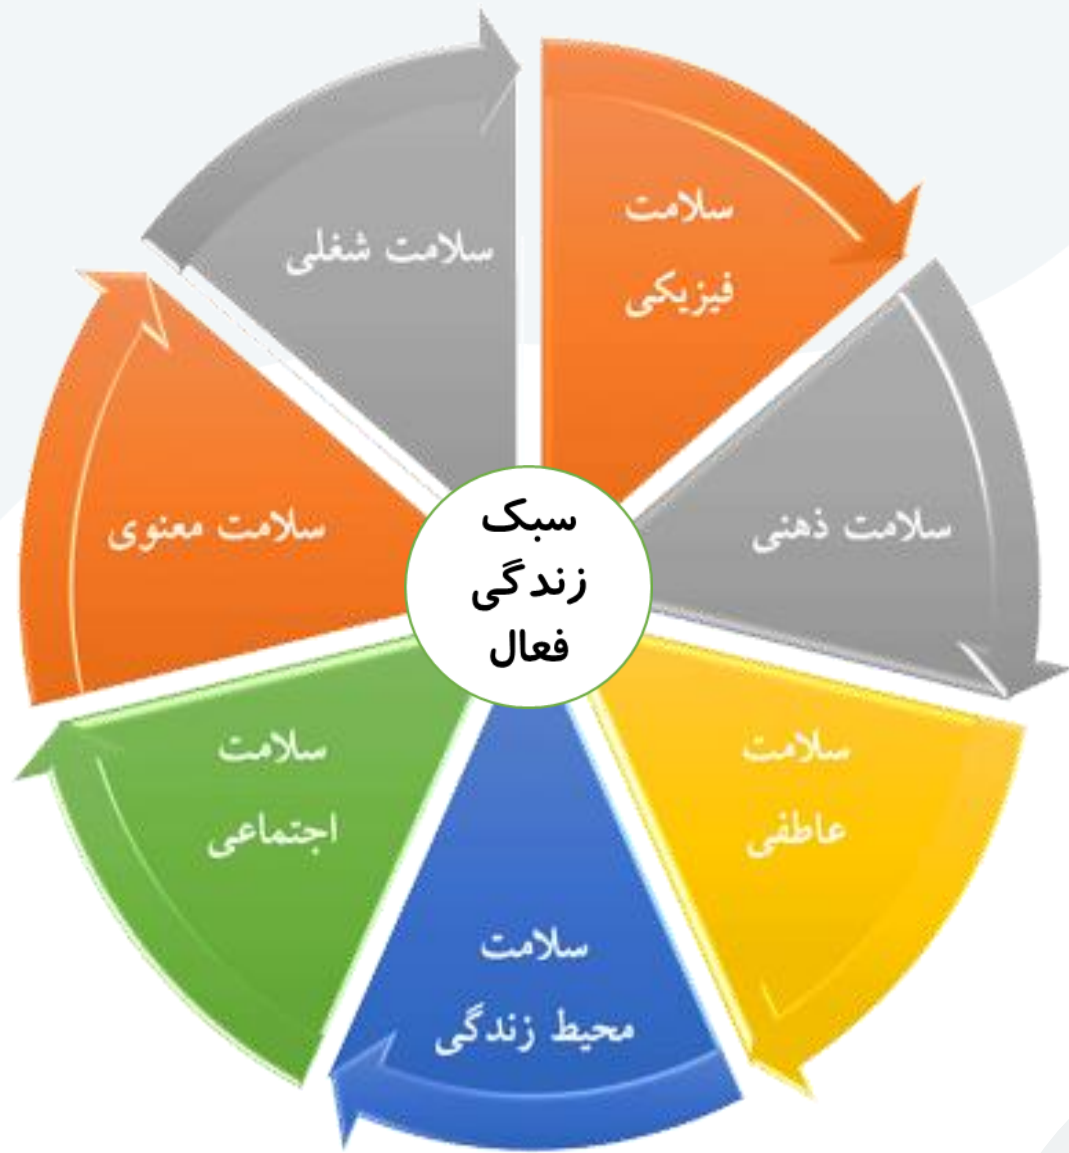 سلامت
فیزیکی
سلامت ذهنی
سلامت
عاطفی
سلامت
محیط زندگی
سلامت
اجتماعی
سلامت معنوی
سلامت شغلی
سبک
زندگی
فعال